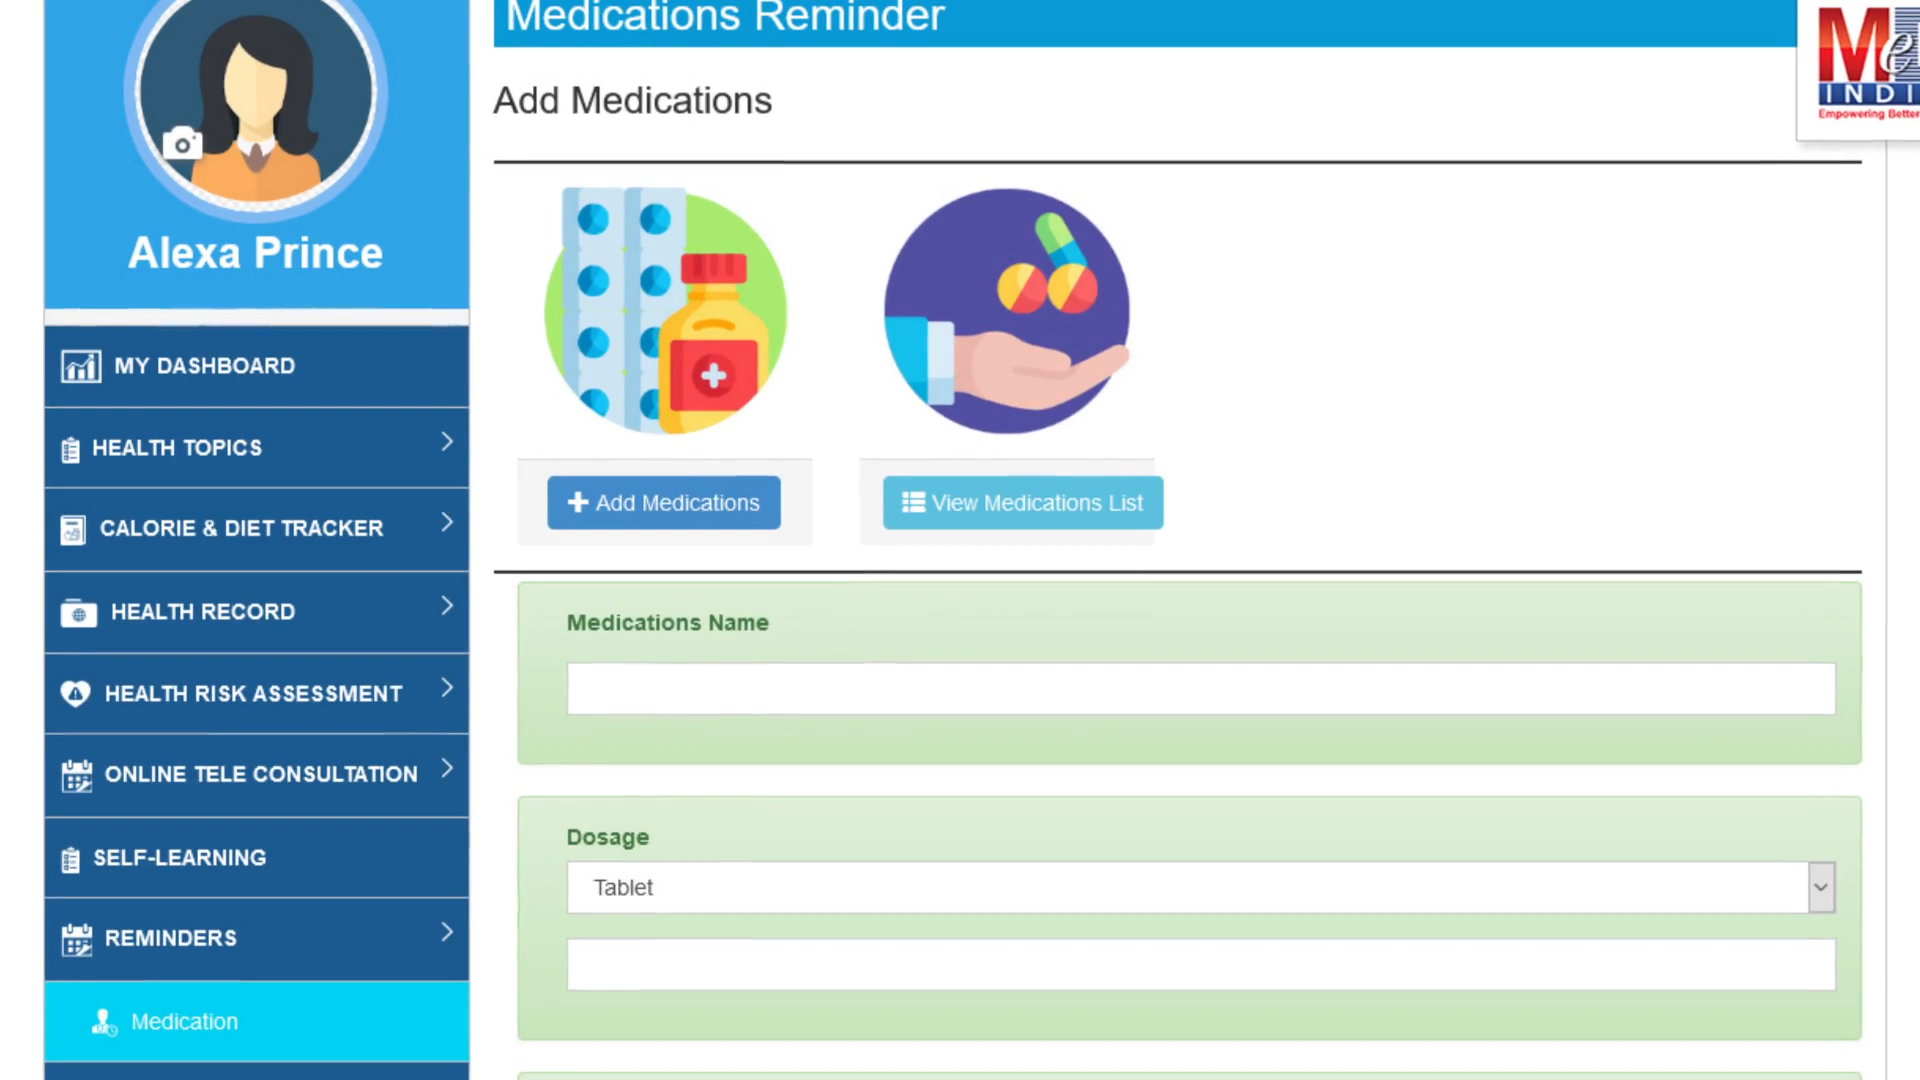 Medications Reminder
Add Medications
INDI
Empowering Better
Alexa Prince
MY DASHBOARD
HEALTH TOPICS
CALORIE & DIET TRACKER
HEALTH RECORD
HEALTH RISK ASSESSMENT
ONLINE TELE CONSULTATION
SELF-LEARNING
REMINDERS
Medication
Add Medications
View Medications List
Medications Name
Dosage
Tablet